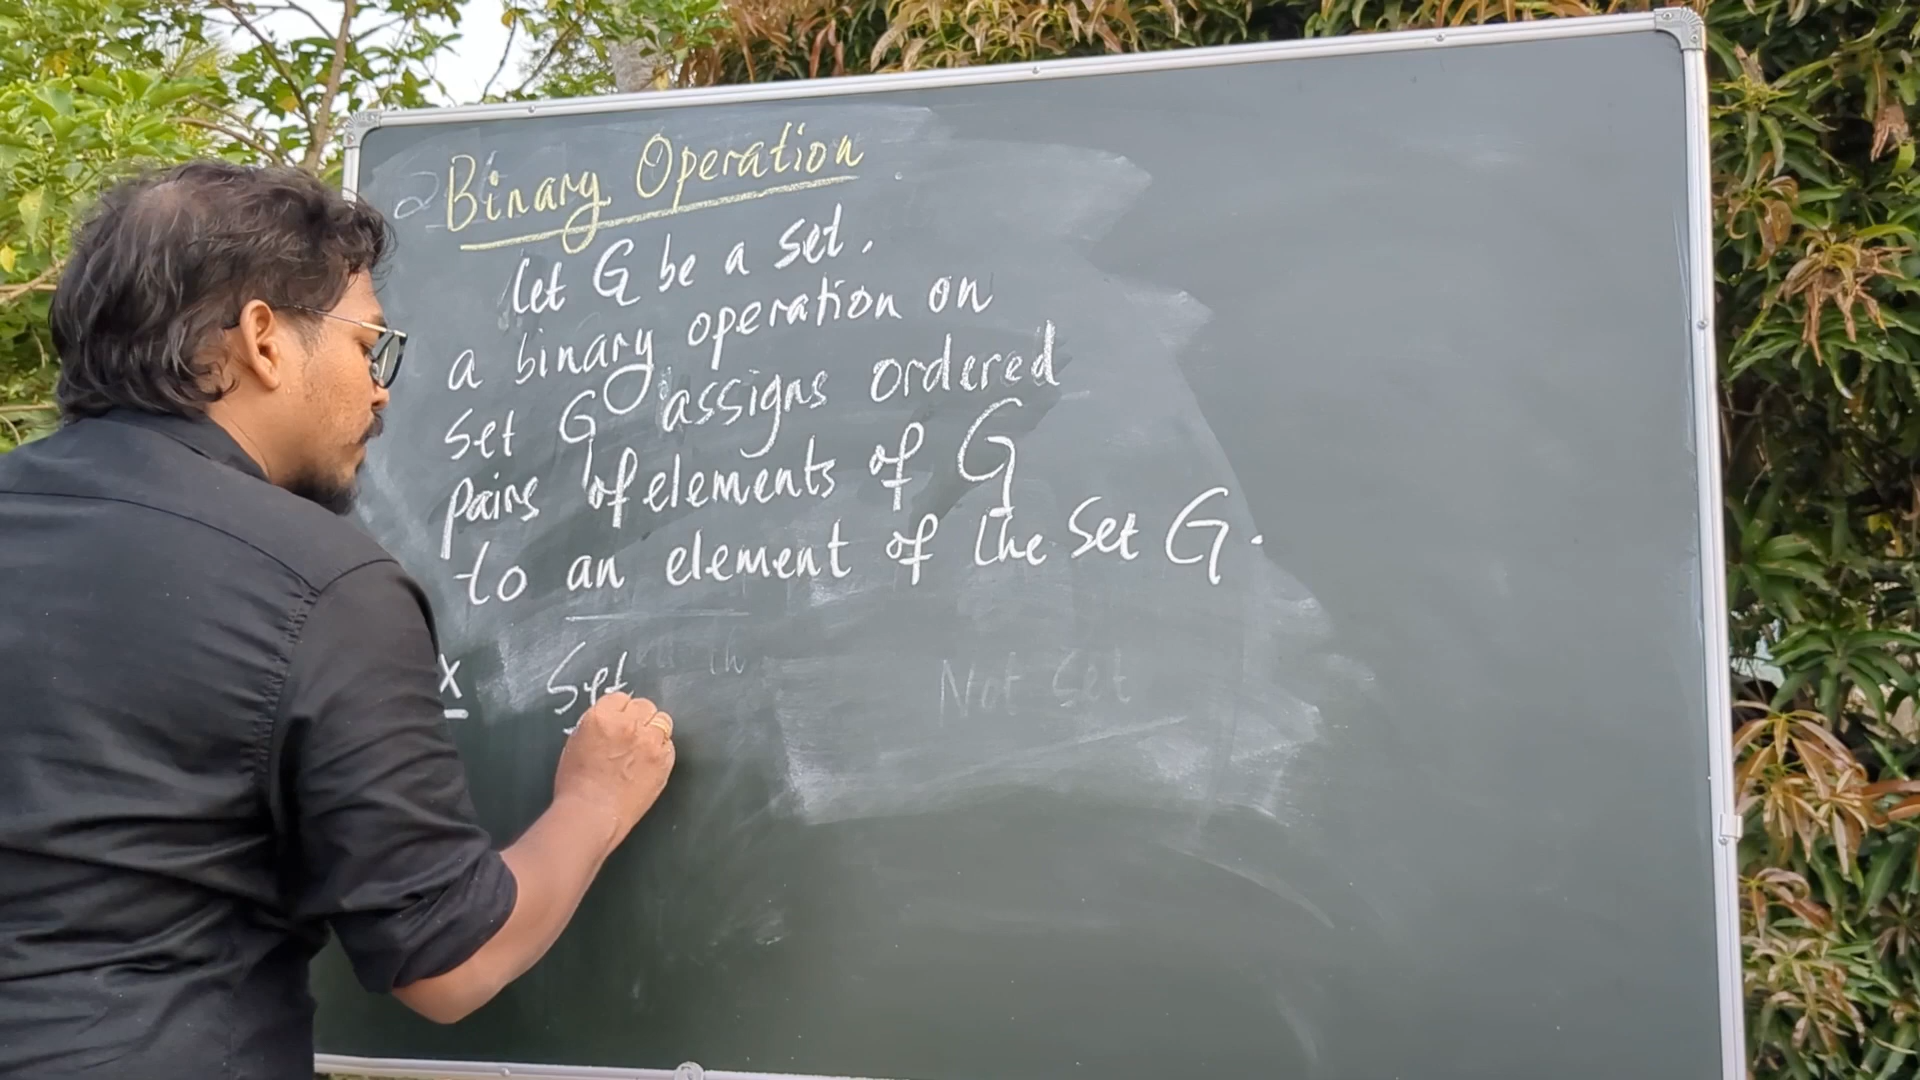 Binary Operation
Let G be a set.
a binary operation on
set G assigns ordered
pairs of elements of G
to an element of the set G.
x Set
Not Set